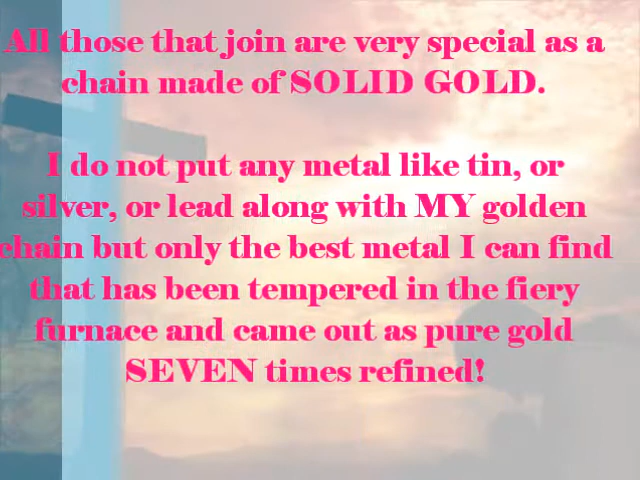 All those that join are very special as a
chain made of SOLID GOLD.
I do not put any metal like tin, or
silver, or lead along with MY golden
chain but only the best metal I can find
that has been tempered in the fiery
furnace and came out as pure gold
SEVEN times refined!